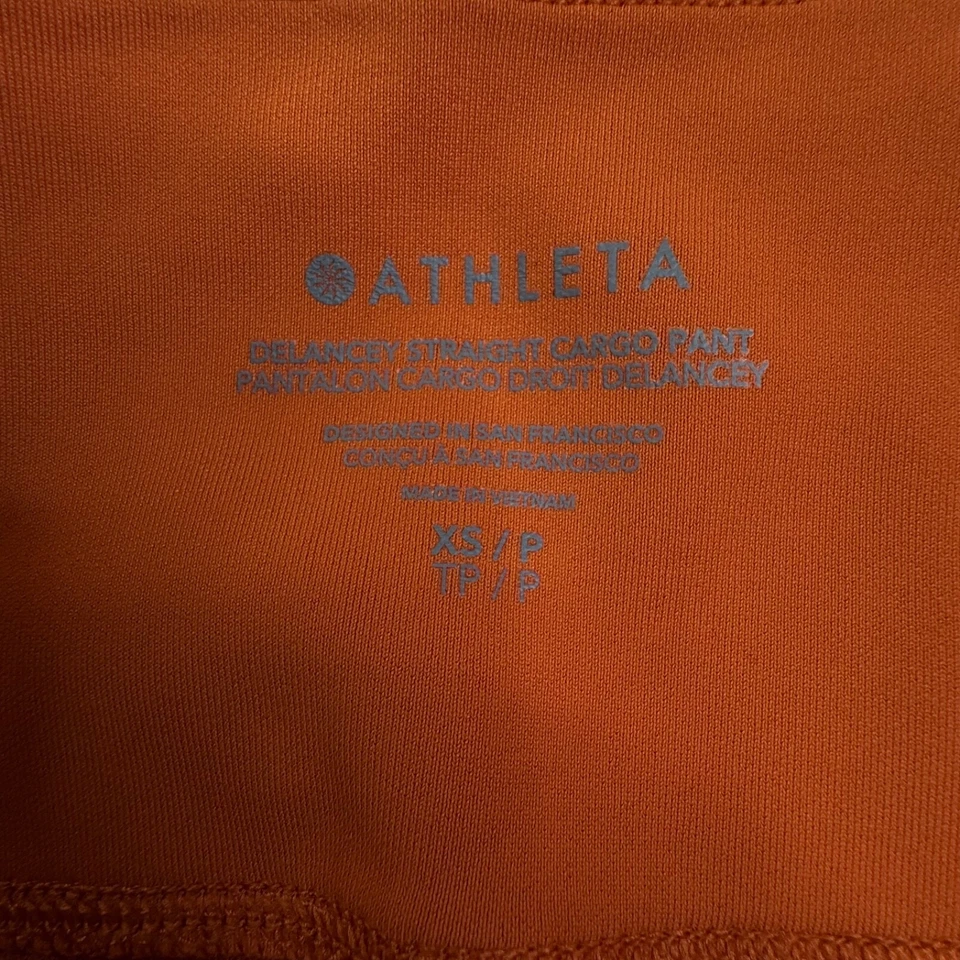 ATHLETA
DELANCEY STRAIGHT CARGO PANT
PANTALON CARGO DROIT DELANCEY
DESIGNED IN SAN FRANCISCO
CONÇU À SAN FRANCISCO
MADE IN VIETNAM
XS / P
TP / P